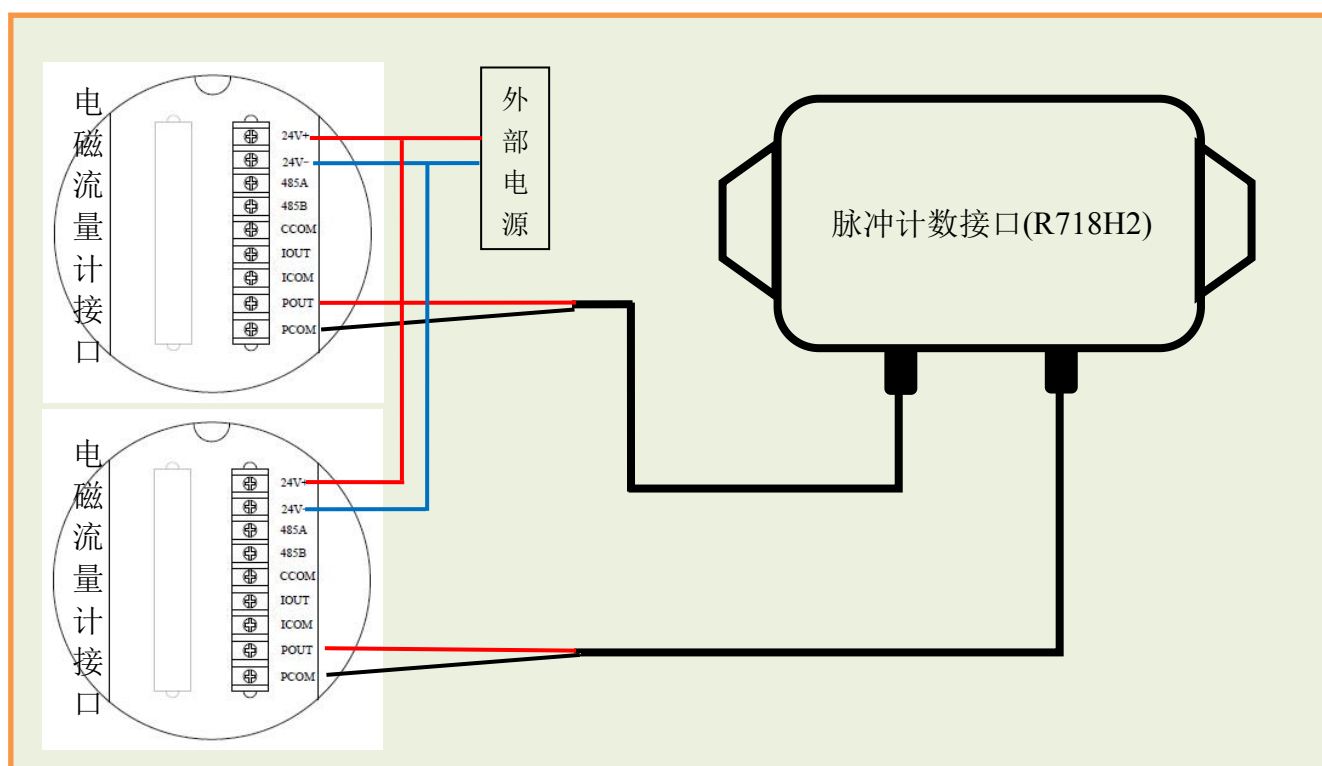 电磁流量计接口
24V+
24V-
485A
485B
CCOM
IOUT
ICOM
POUT
PCOM
外部电源
脉冲计数接口(R718H2)
电磁流量计接口
24V+
24V-
485A
485B
CCOM
IOUT
ICOM
POUT
PCOM